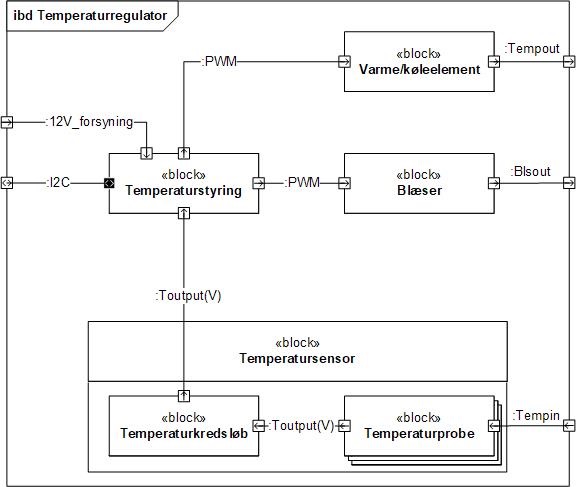 ibd Temperaturregulator
«block»
Varme/køleelement
:Tempout
:PWM
:12V_forsyning
:I2C
«block»
Temperaturstyring
:PWM
«block»
Blæser
:Blsout
:Toutput(V)
«block»
Temperatursensor
«block»
Temperaturkredsløb
:Toutput(V)
«block»
Temperaturprobe
:Tempin